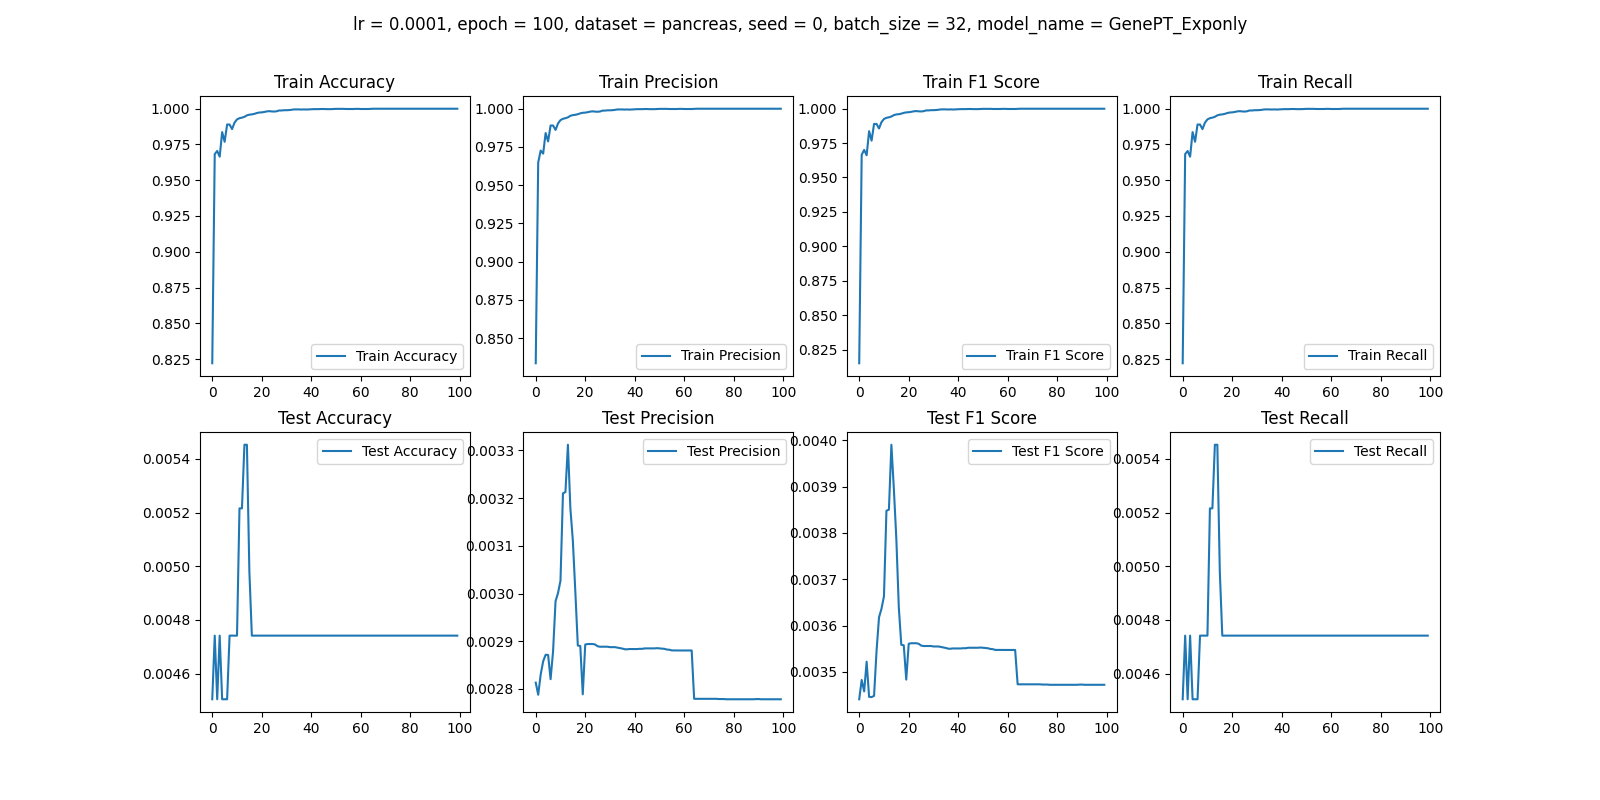 lr = 0.0001, epoch = 100, dataset = pancreas, seed = 0, batch_size = 32, model_name = GenePT_Exponly
Train Accuracy
1.000
0.975
0.950
0.925
0.900
0.875
0.850
0.825
Train Accuracy
0 20 40 60 80 100
Train Precision
1.000
0.975
0.950
0.925
0.900
0.875
0.850
Train Precision
0 20 40 60 80 100
Train F1 Score
1.000
0.975
0.950
0.925
0.900
0.875
0.850
0.825
Train F1 Score
0 20 40 60 80 100
Train Recall
1.000
0.975
0.950
0.925
0.900
0.875
0.850
0.825
Train Recall
0 20 40 60 80 100
Test Accuracy
Test Accuracy
0.0054
0.0052
0.0050
0.0048
0.0046
0 20 40 60 80 100
Test Precision
Test Precision
0.0033
0.0032
0.0031
0.0030
0.0029
0.0028
0 20 40 60 80 100
Test F1 Score
Test F1 Score
0.0040
0.0039
0.0038
0.0037
0.0036
0.0035
0 20 40 60 80 100
Test Recall
Test Recall
0.0054
0.0052
0.0050
0.0048
0.0046
0 20 40 60 80 100